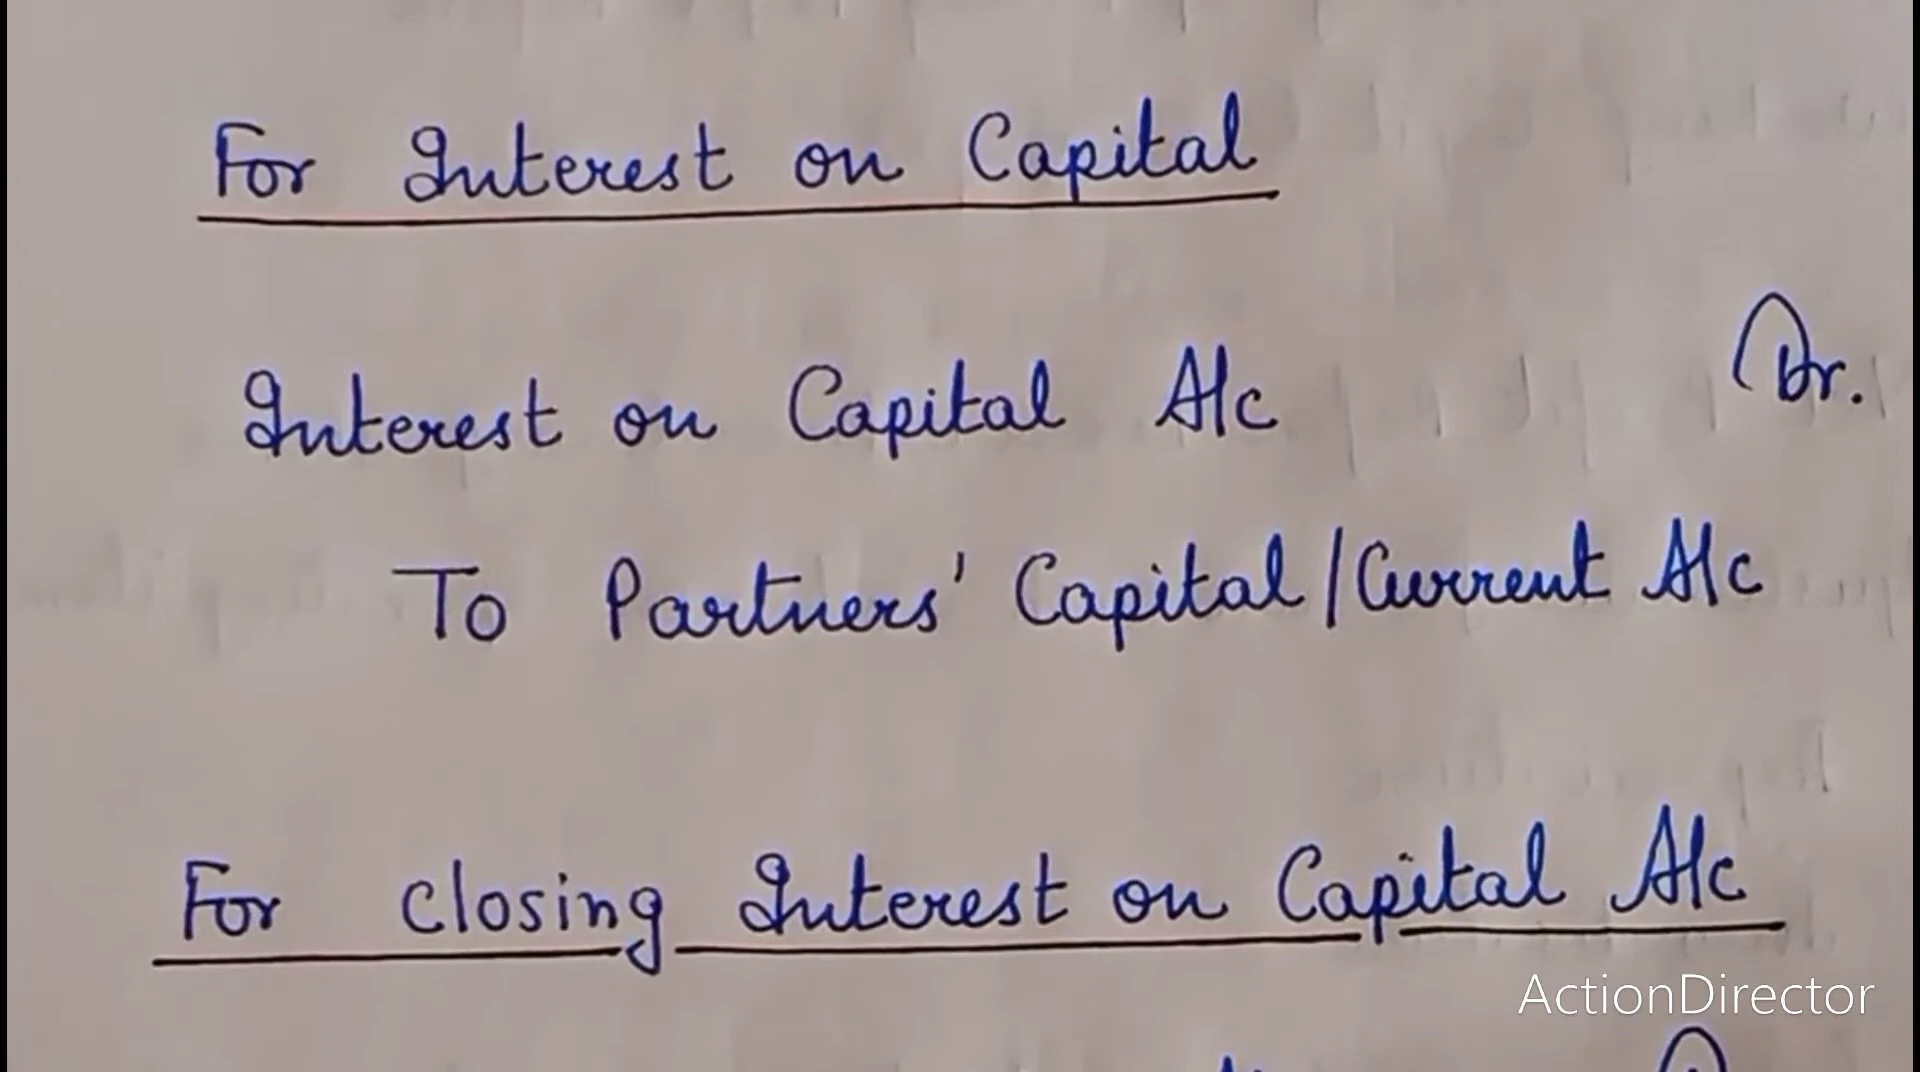 For Interest on Capital
Interest on Capital A/c Dr.
To Partners' Capital/Current A/c
For closing Interest on Capital A/c
ActionDirector